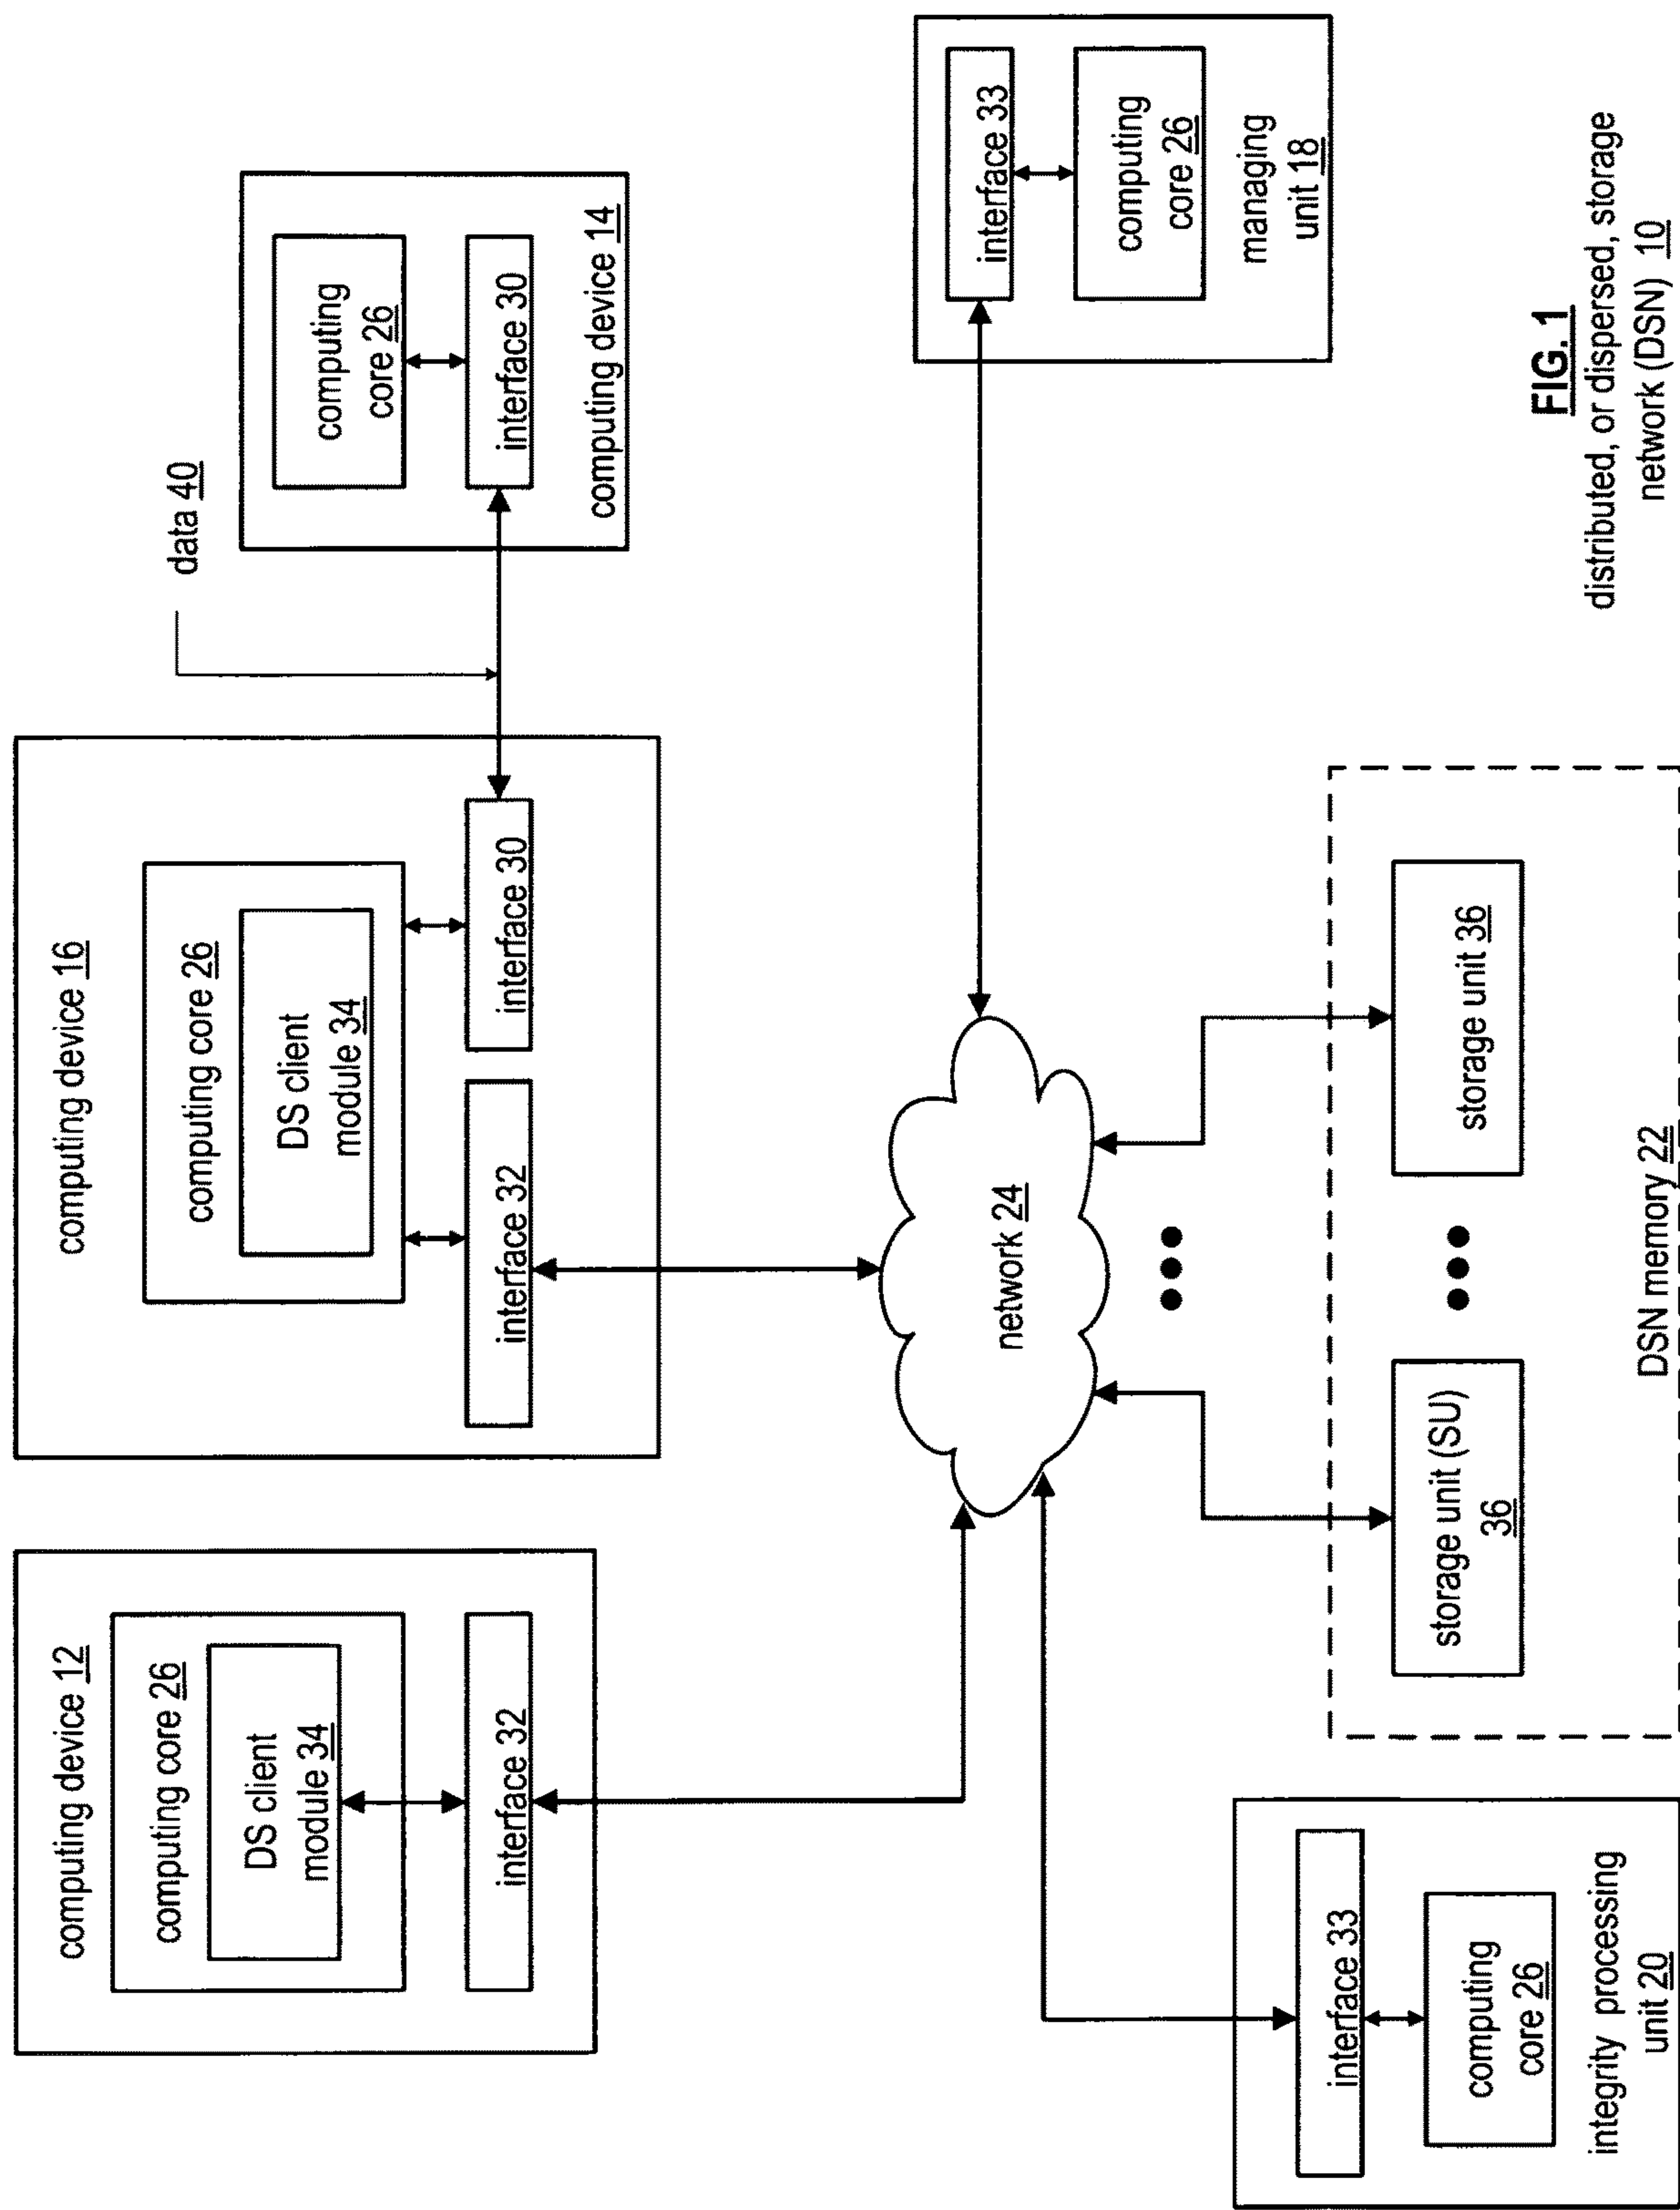 computing device 12
computing core 26
DS client
module 34
interface 32
computing device 16
computing core 26
DS client
module 34
interface 32
interface 30
data 40
computing
core 26
interface 30
computing device 14
network 24
interface 33
computing
core 26
managing
unit 18
interface 33
computing
core 26
integrity processing
unit 20
storage unit (SU)
36
storage unit 36
DSN memory 22
FIG. 1
distributed, or dispersed, storage
network (DSN) 10